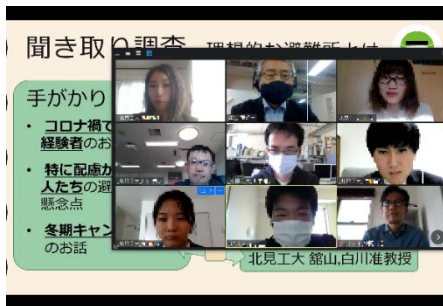 聞き取り調査 理想的な避難所とは
手がかり
• コロナ禍で
経験者のお
• 特に配慮が
人たちの避
懸念点
• 冬期キャン
のお話
北見工大 舘山,白川准教授